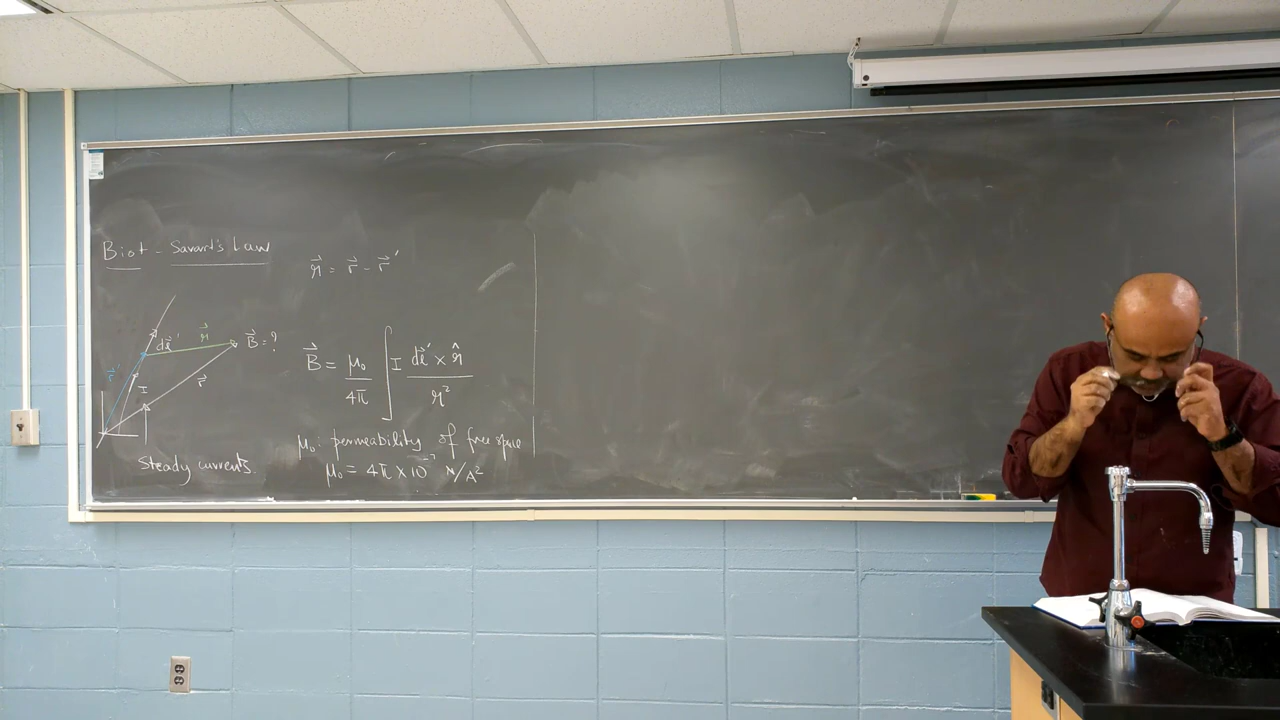 Biot - Savart's Law
𝓇⃗ = r⃗ - r⃗ ′
dl⃗ ′
𝓇⃗
B⃗ = ?
r⃗ ′
I
r⃗
B⃗ = μ₀/4π ∫ I dl⃗ ′ × 𝓇̂ / 𝓇²
μ₀ : permeability of free space
Steady currents.
μ₀ = 4π × 10⁻⁷ N/A²